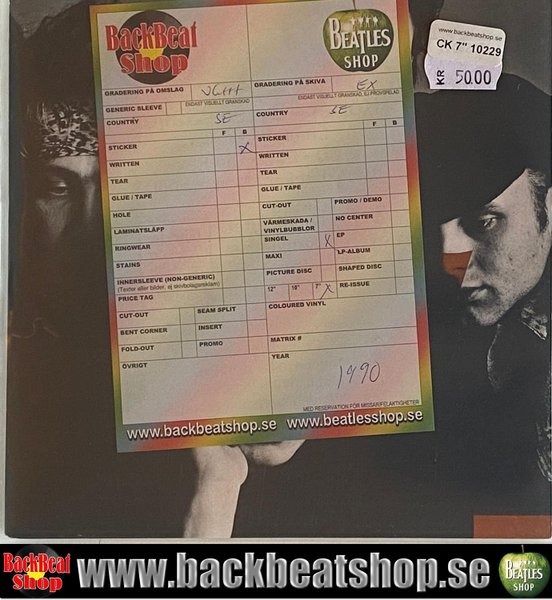 BackBeat
Shop
BEATLES
SHOP
www.backbeatshop.se
CK 7" 10229
KR 50.00
GRADERING PÅ OMSLAG VG+++
ENDAST VISUELLT GRANSKAD
GENERIC SLEEVE
COUNTRY SE
F B
STICKER X
WRITTEN
TEAR
GLUE / TAPE
HOLE
LAMINATSLÄPP
RINGWEAR
STAINS
INNERSLEEVE (NON-GENERIC)
(Texter eller bilder, ej skivbolagsreklam)
PRICE TAG
CUT-OUT SEAM SPLIT
BENT CORNER INSERT
FOLD-OUT PROMO
ÖVRIGT
GRADERING PÅ SKIVA EX
ENDAST VISUELLT GRANSKAD, EJ PROVSPELAD
COUNTRY SE
F B
STICKER
WRITTEN
TEAR
GLUE / TAPE
CUT-OUT PROMO / DEMO
VÄRMESKADA / NO CENTER
VINYLBUBBLOR
SINGEL X EP
MAXI LP-ALBUM
PICTURE DISC SHAPED DISC
12" 10" 7" X RE-ISSUE
COLOURED VINYL
MATRIX #
YEAR
1990
MED RESERVATION FÖR MISSAR/FELAKTIGHETER
www.backbeatshop.se www.beatlesshop.se
BackBeat
Shop
www.backbeatshop.se
BEATLES
SHOP